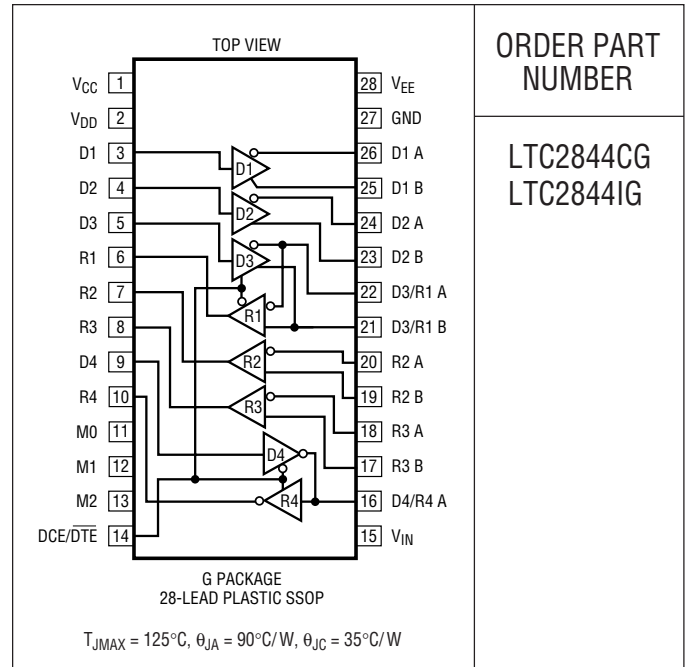 TOP VIEW
ORDER PART
NUMBER
LTC2844CG
LTC2844IG
VCC 1
VDD 2
D1 3
D2 4
D3 5
R1 6
R2 7
R3 8
D4 9
R4 10
M0 11
M1 12
M2 13
DCE/D̅T̅E̅ 14
28 VEE
27 GND
26 D1 A
25 D1 B
24 D2 A
23 D2 B
22 D3/R1 A
21 D3/R1 B
20 R2 A
19 R2 B
18 R3 A
17 R3 B
16 D4/R4 A
15 VIN
D1
D2
D3
R1
R2
R3
D4
R4
G PACKAGE
28-LEAD PLASTIC SSOP
TJMAX = 125°C, θJA = 90°C/W, θJC = 35°C/W